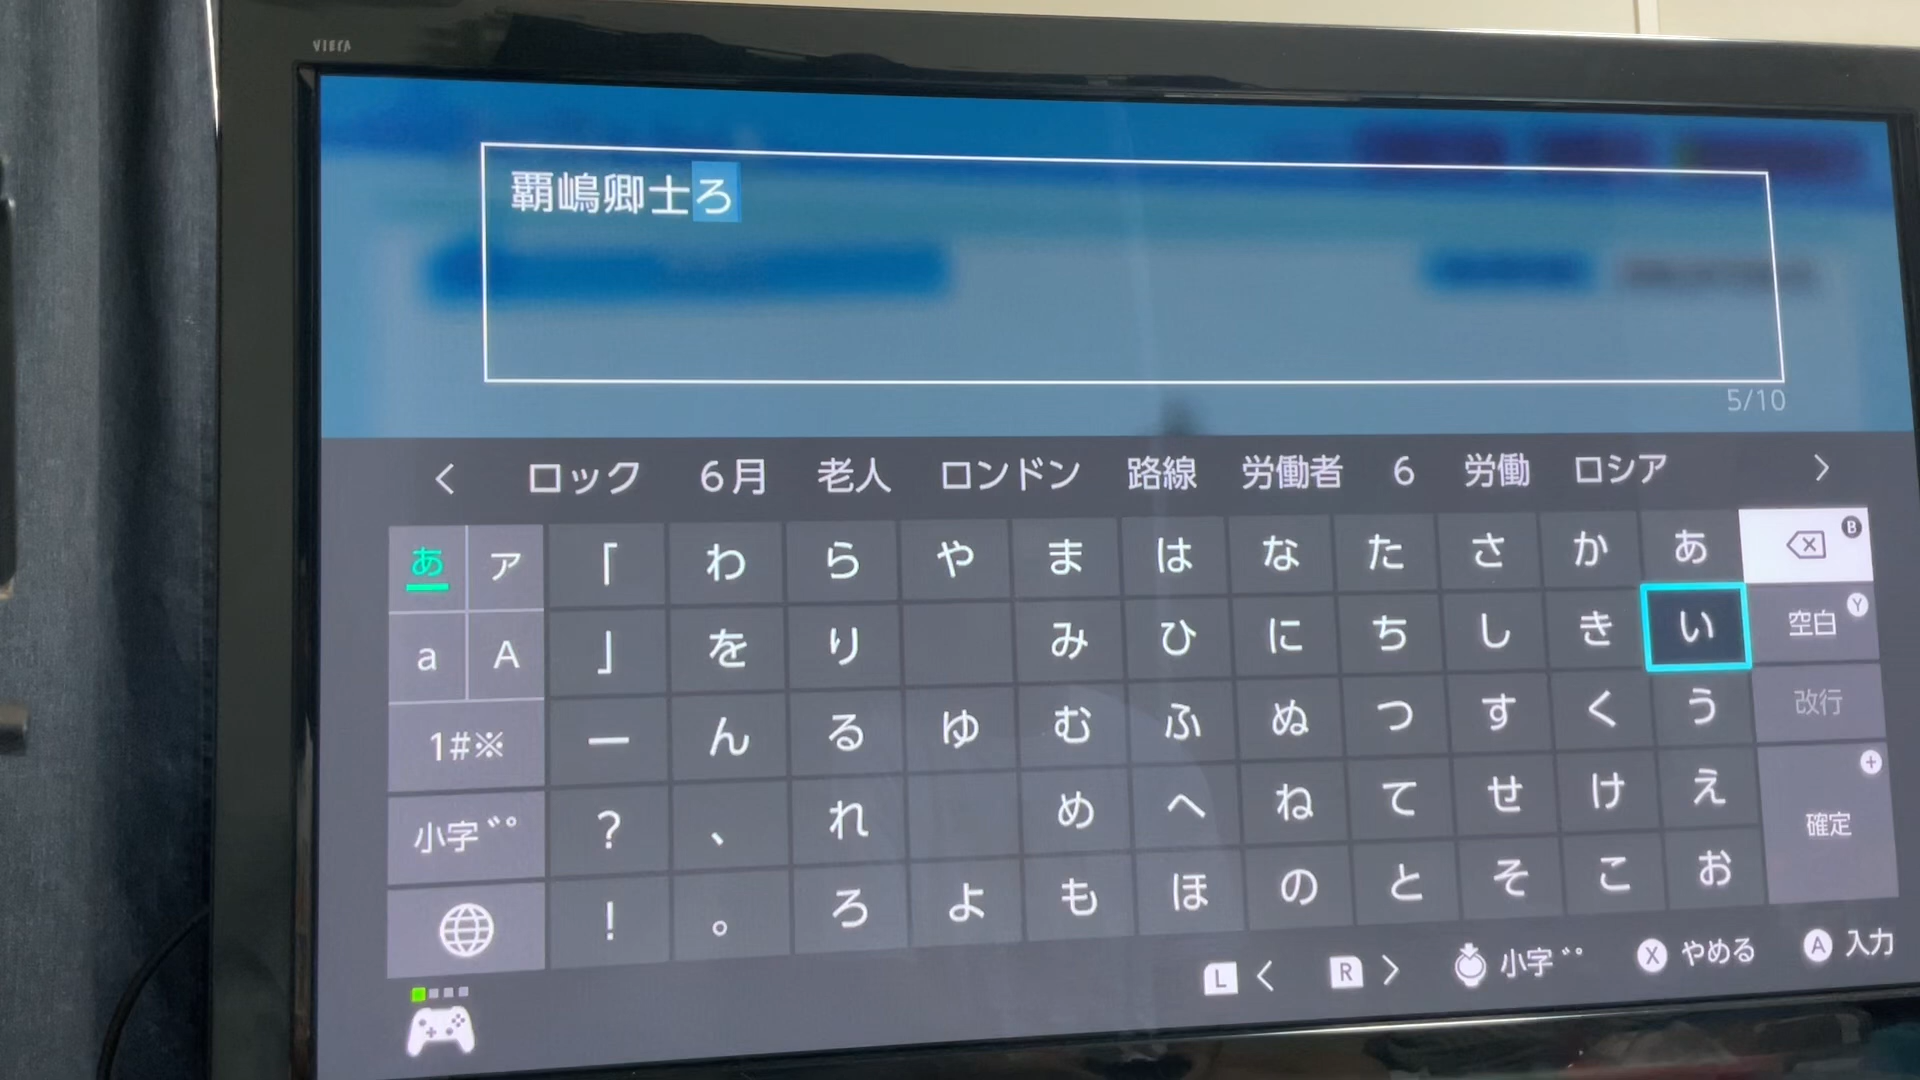 VIERA
覇嶋卿士ろ
5/10
< ロック 6月 老人 ロンドン 路線 労働者 6 労働 ロシア >
あ ア 「 わ ら や ま は な た さ か あ B
a A 」 を り み ひ に ち し き い 空白 Y
1#※ ー ん る ゆ む ふ ぬ つ す く う 改行
小字゛゜ ? 、 れ め へ ね て せ け え 確定 +
! 。 ろ よ も ほ の と そ こ お
L < R > 小字゛゜ X やめる A 入力